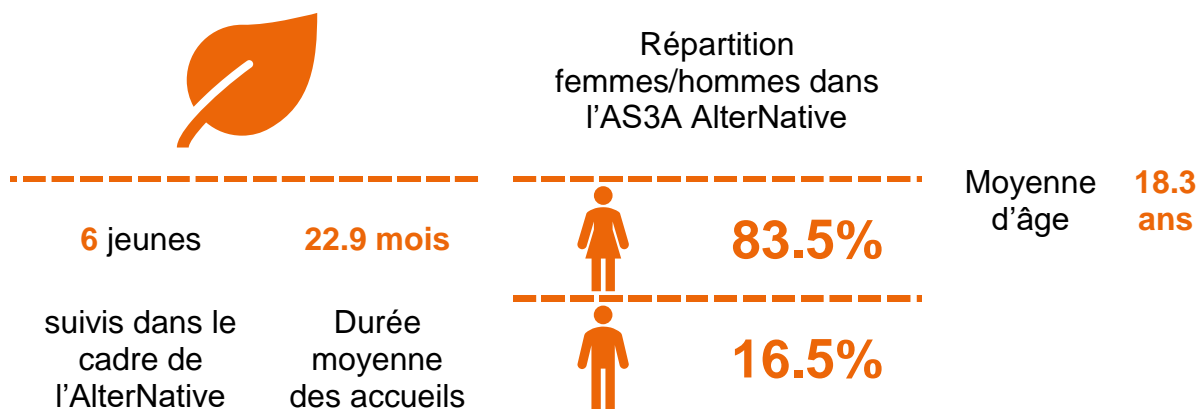 Répartition
femmes/hommes dans
l'AS3A AlterNative
6 jeunes
22.9 mois
suivis dans le
cadre de
l'AlterNative
Durée
moyenne
des accueils
83.5%
16.5%
Moyenne
d'âge
18.3
ans